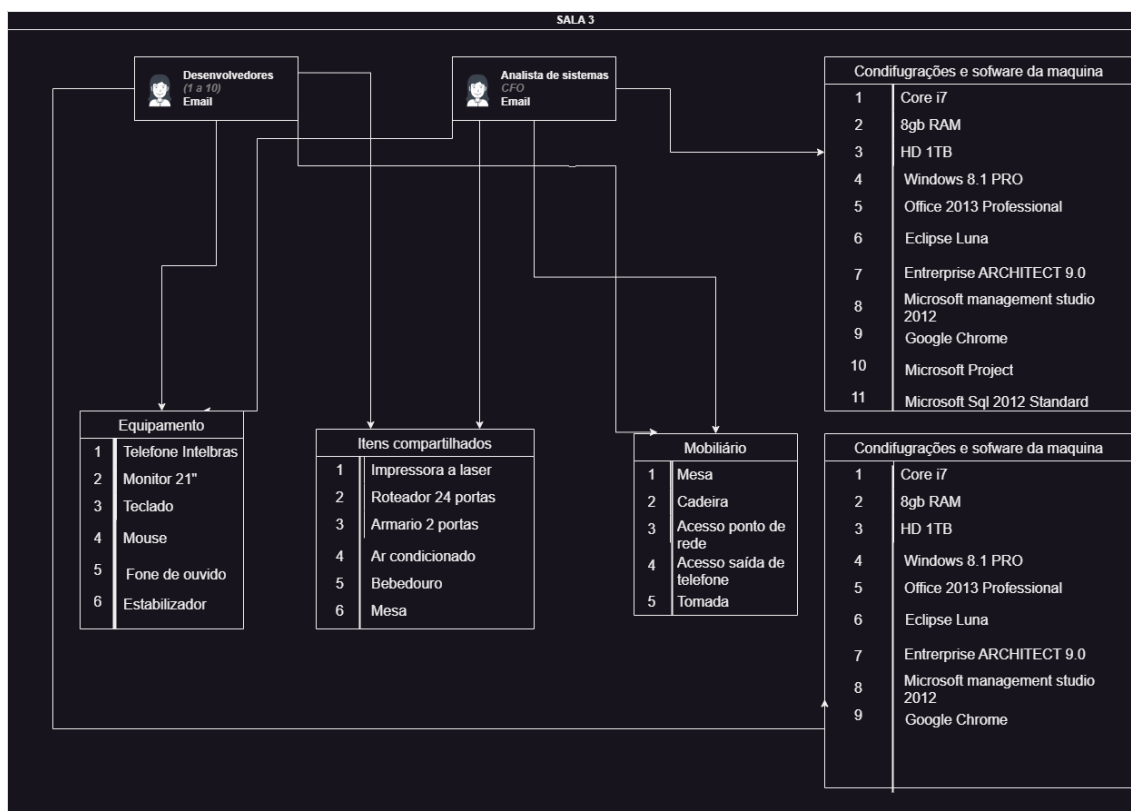 SALA 3
Desenvolvedores
(1 a 10)
Email
Analista de sistemas
CFO
Email
Condifugrações e sofware da maquina
1 Core i7
2 8gb RAM
3 HD 1TB
4 Windows 8.1 PRO
5 Office 2013 Professional
6 Eclipse Luna
7 Entrerprise ARCHITECT 9.0
8 Microsoft management studio
2012
9 Google Chrome
10 Microsoft Project
11 Microsoft Sql 2012 Standard
Equipamento
1 Telefone Intelbras
2 Monitor 21"
3 Teclado
4 Mouse
5 Fone de ouvido
6 Estabilizador
Itens compartilhados
1 Impressora a laser
2 Roteador 24 portas
3 Armario 2 portas
4 Ar condicionado
5 Bebedouro
6 Mesa
Mobiliário
1 Mesa
2 Cadeira
3 Acesso ponto de
rede
4 Acesso saída de
telefone
5 Tomada
Condifugrações e sofware da maquina
1 Core i7
2 8gb RAM
3 HD 1TB
4 Windows 8.1 PRO
5 Office 2013 Professional
6 Eclipse Luna
7 Entrerprise ARCHITECT 9.0
8 Microsoft management studio
2012
9 Google Chrome